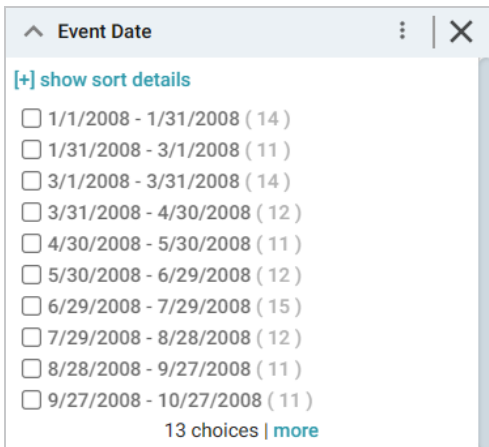 Event Date
[+] show sort details
1/1/2008 - 1/31/2008 ( 14 )
1/31/2008 - 3/1/2008 ( 11 )
3/1/2008 - 3/31/2008 ( 14 )
3/31/2008 - 4/30/2008 ( 12 )
4/30/2008 - 5/30/2008 ( 11 )
5/30/2008 - 6/29/2008 ( 12 )
6/29/2008 - 7/29/2008 ( 15 )
7/29/2008 - 8/28/2008 ( 12 )
8/28/2008 - 9/27/2008 ( 11 )
9/27/2008 - 10/27/2008 ( 11 )
13 choices | more